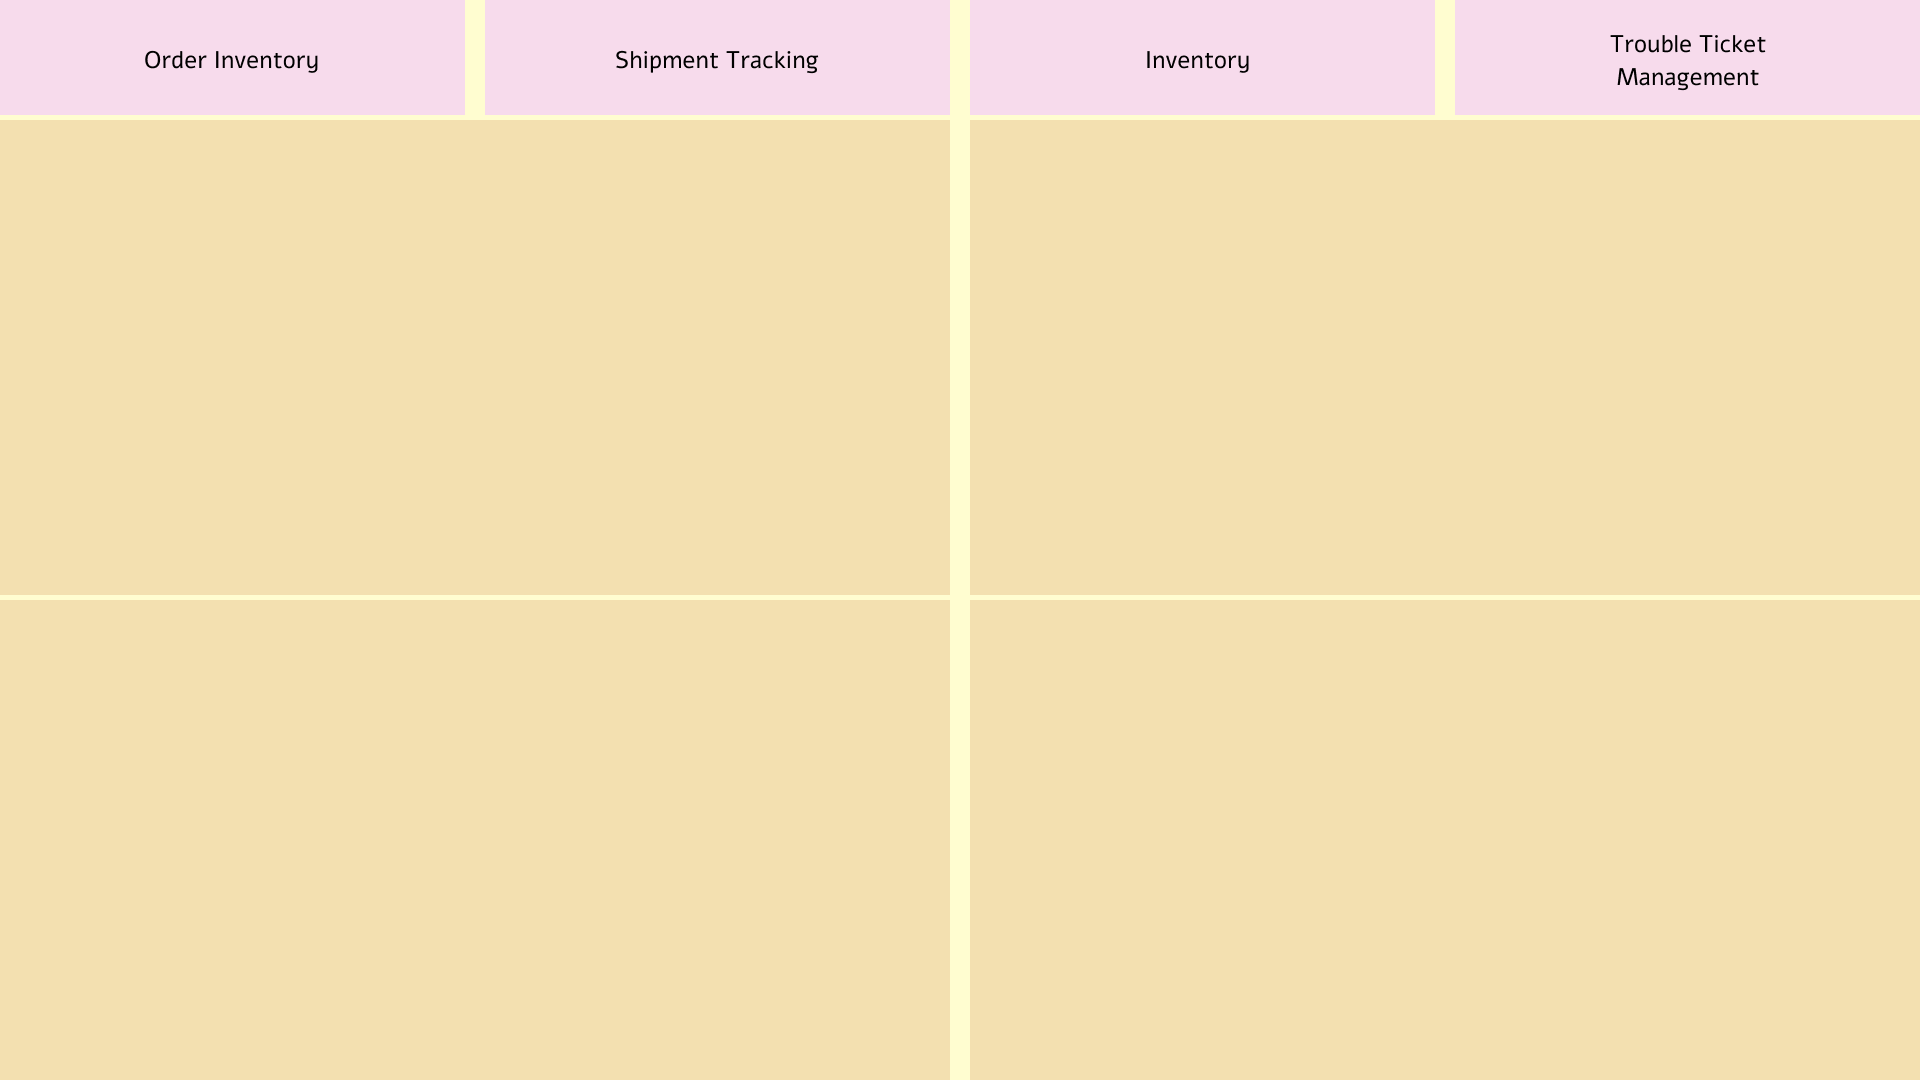 Order Inventory
Shipment Tracking
Inventory
Trouble Ticket
Management